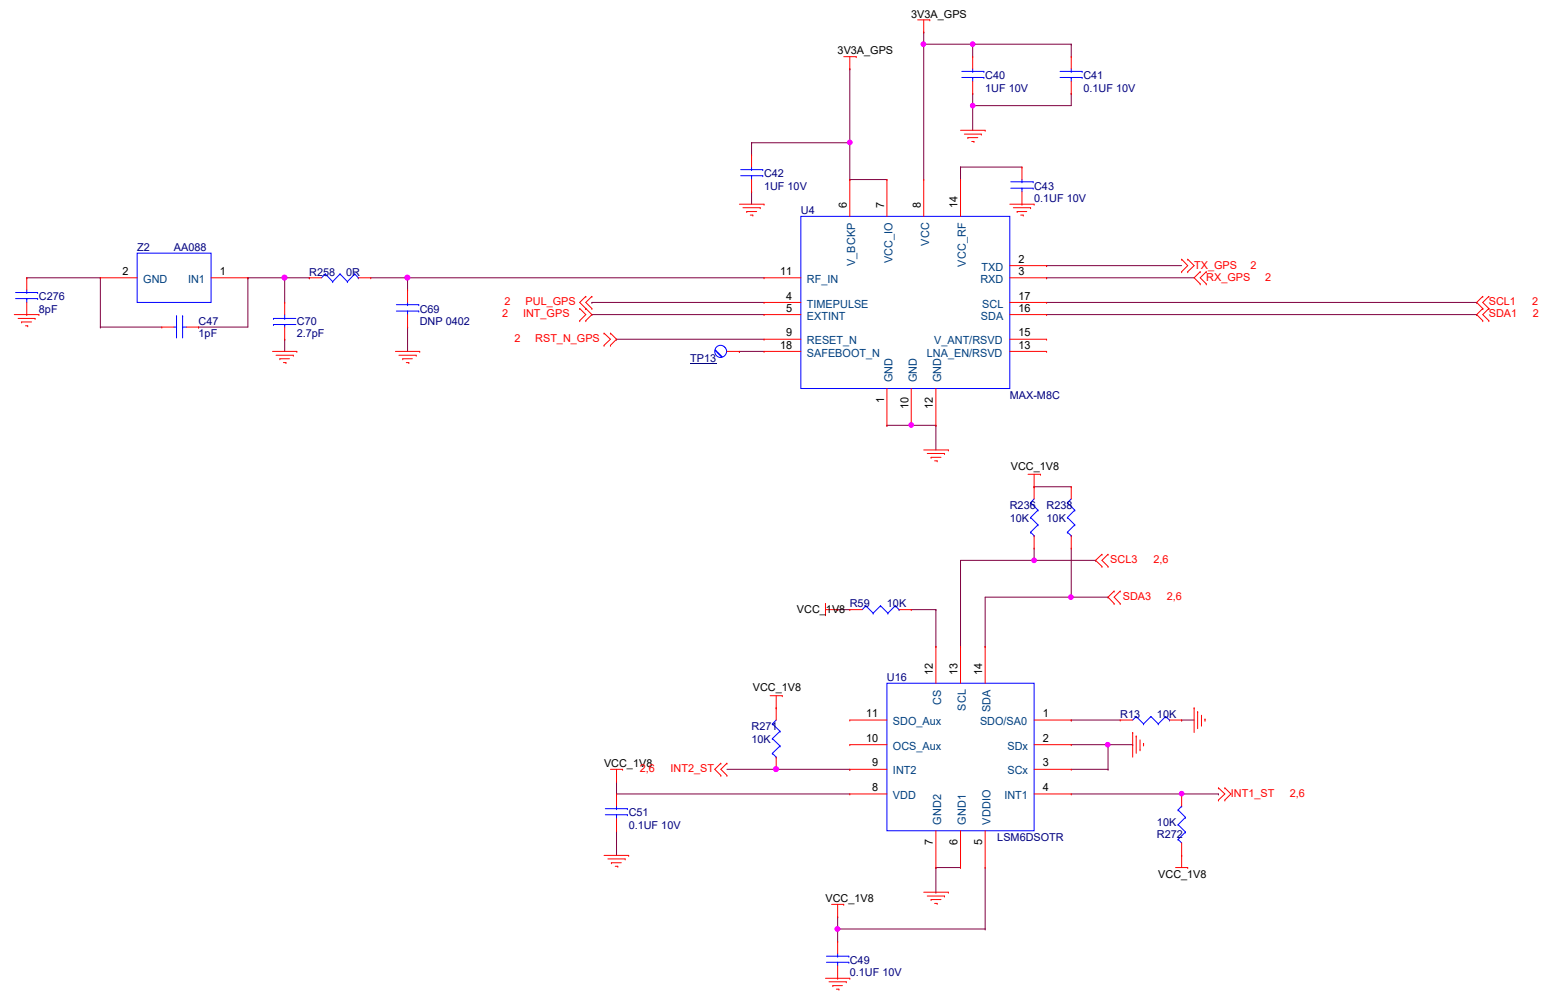 3V3A_GPS
3V3A_GPS
C40
1UF 10V
C41
0.1UF 10V
C42
1UF 10V
C43
0.1UF 10V
U4
6
7
8
14
V_BCKP
VCC_IO
VCC
VCC_RF
Z2 AA088
2 GND IN1 1
R258 0R
C276
8pF
C47
1pF
C70
2.7pF
C69
DNP 0402
11 RF_IN
2 PUL_GPS 4 TIMEPULSE
2 INT_GPS 5 EXTINT
2 RST_N_GPS 9 RESET_N
TP13 18 SAFEBOOT_N
TXD 2 TX_GPS 2
RXD 3 RX_GPS 2
SCL 17 SCL1 2
SDA 16 SDA1 2
V_ANT/RSVD 15
LNA_EN/RSVD 13
GND
GND
GND
1
10
12
MAX-M8C
VCC_1V8
R236
10K
R238
10K
SCL3 2,6
SDA3 2,6
VCC_1V8 R59 10K
12
13
14
U16
CS
SCL
SDA
VCC_1V8
R271
10K
11 SDO_Aux
10 OCS_Aux
VCC_1V8
2,6 INT2_ST 9 INT2
8 VDD
C51
0.1UF 10V
SDO/SA0 1 R13 10K
SDx 2
SCx 3
INT1 4 INT1_ST 2,6
10K
R272
VCC_1V8
GND2
GND1
VDDIO
7
6
5
LSM6DSOTR
VCC_1V8
C49
0.1UF 10V